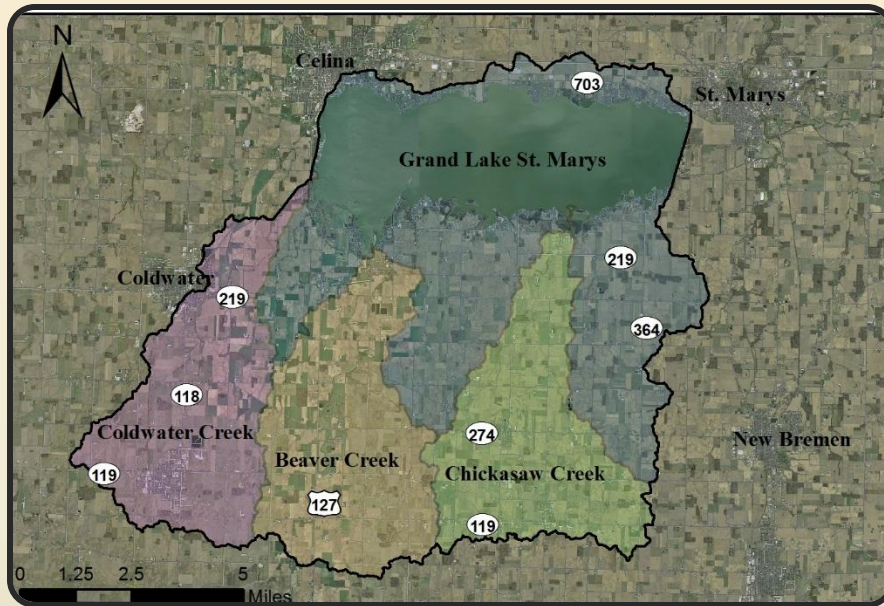 N
Celina
703
St. Marys
Grand Lake St. Marys
219
Coldwater
219
364
118
Coldwater Creek
274
New Bremen
Beaver Creek
Chickasaw Creek
119
127
119
0 1.25 2.5 5
Miles